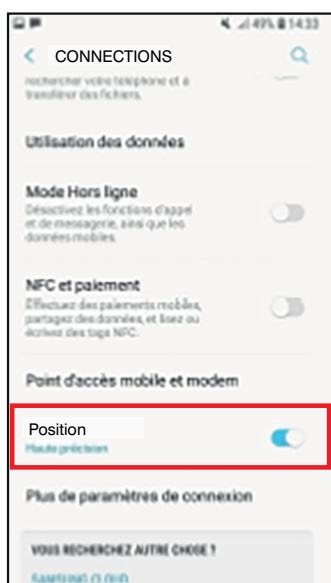 49% 14:33
CONNECTIONS
rechercher votre téléphone et à
transférer des fichiers.
Utilisation des données
Mode Hors ligne
Désactivez les fonctions d'appel
et de messagerie, ainsi que les
données mobiles.
NFC et paiement
Effectuez des paiements mobiles,
partagez des données, et lisez ou
écrivez des tags NFC.
Point d'accès mobile et modem
Position
Haute précision
Plus de paramètres de connexion
VOUS RECHERCHEZ AUTRE CHOSE ?
SAMSUNG CLOUD